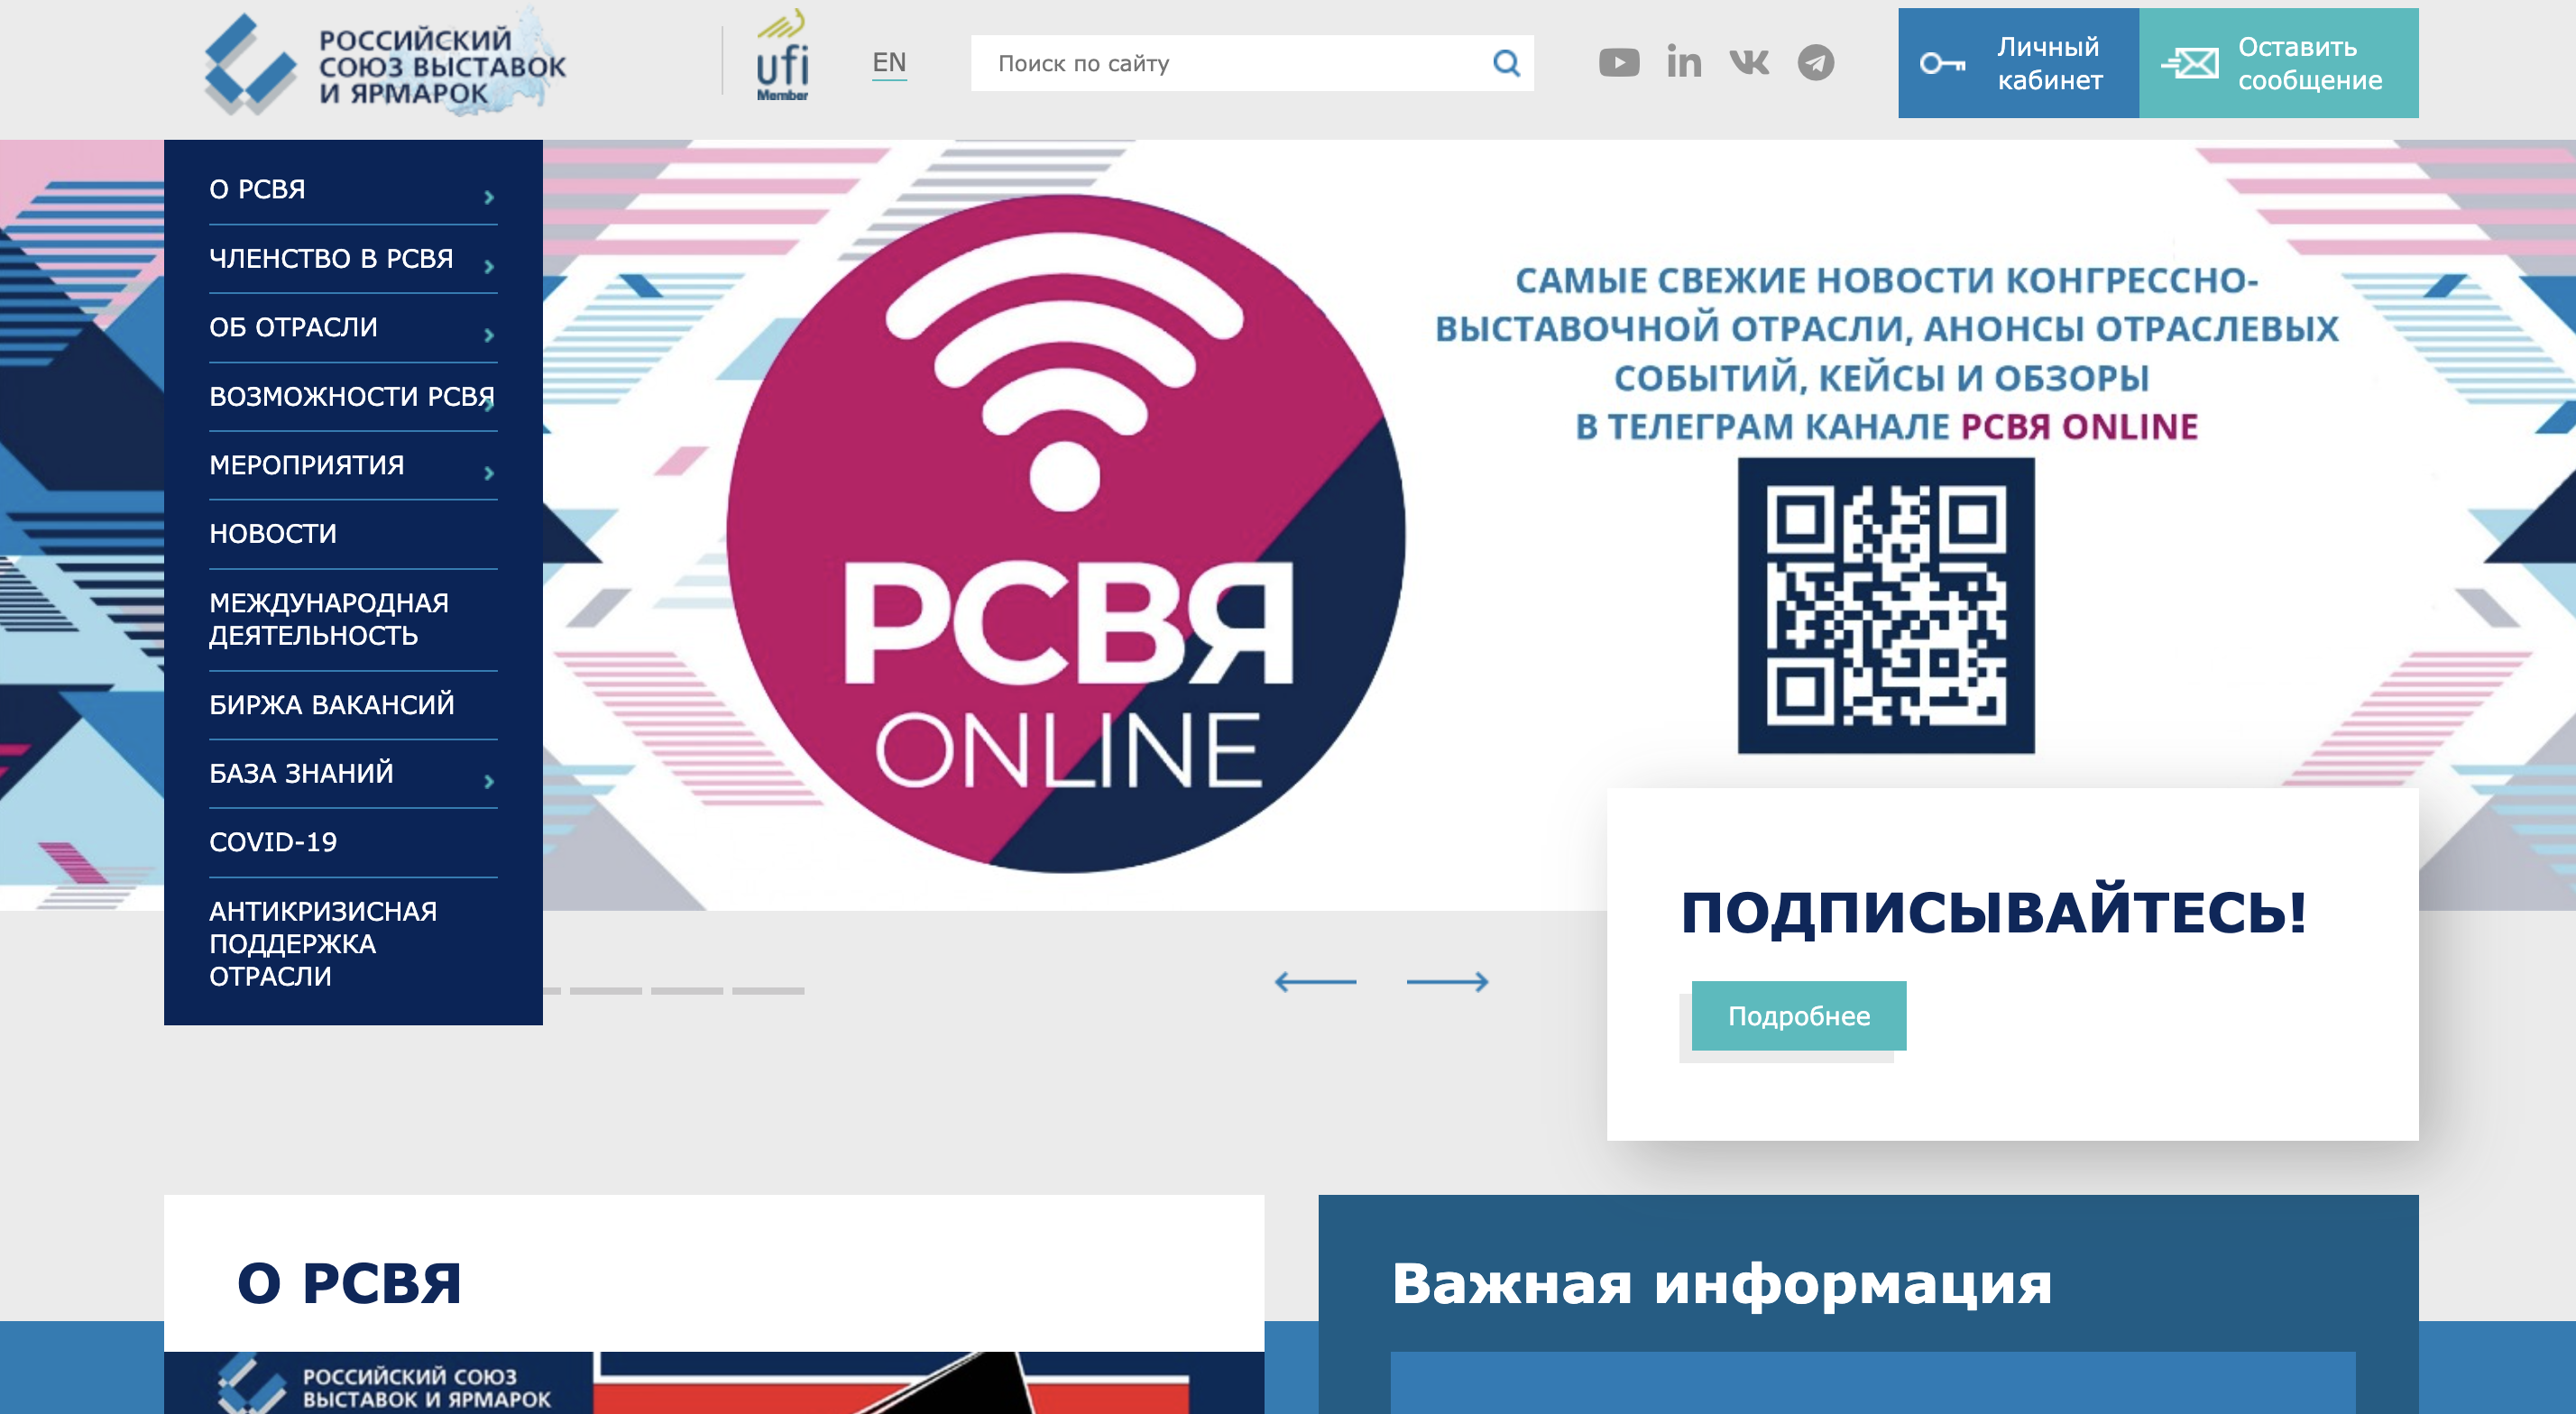 РОССИЙСКИЙ
СОЮЗ ВЫСТАВОК
И ЯРМАРОК
ufi
Member
EN
Поиск по сайту
Личный
кабинет
Оставить
сообщение
О РСВЯ
ЧЛЕНСТВО В РСВЯ
ОБ ОТРАСЛИ
ВОЗМОЖНОСТИ РСВЯ
МЕРОПРИЯТИЯ
НОВОСТИ
МЕЖДУНАРОДНАЯ
ДЕЯТЕЛЬНОСТЬ
БИРЖА ВАКАНСИЙ
БАЗА ЗНАНИЙ
COVID-19
АНТИКРИЗИСНАЯ
ПОДДЕРЖКА
ОТРАСЛИ
РСВЯ
ONLINE
САМЫЕ СВЕЖИЕ НОВОСТИ КОНГРЕССНО-
ВЫСТАВОЧНОЙ ОТРАСЛИ, АНОНСЫ ОТРАСЛЕВЫХ
СОБЫТИЙ, КЕЙСЫ И ОБЗОРЫ
В ТЕЛЕГРАМ КАНАЛЕ РСВЯ ONLINE
ПОДПИСЫВАЙТЕСЬ!
Подробнее
О РСВЯ
РОССИЙСКИЙ СОЮЗ
ВЫСТАВОК И ЯРМАРОК
Важная информация